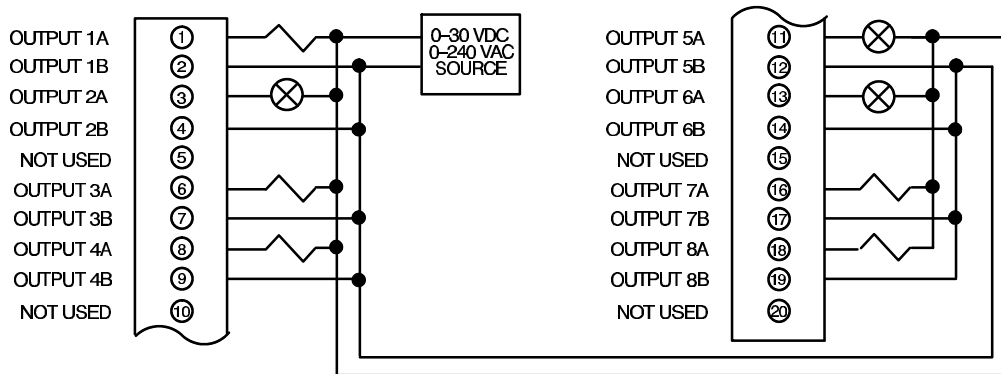 OUTPUT 1A 1
OUTPUT 1B 2
OUTPUT 2A 3
OUTPUT 2B 4
NOT USED 5
OUTPUT 3A 6
OUTPUT 3B 7
OUTPUT 4A 8
OUTPUT 4B 9
NOT USED 10
0–30 VDC
0–240 VAC
SOURCE
OUTPUT 5A 11
OUTPUT 5B 12
OUTPUT 6A 13
OUTPUT 6B 14
NOT USED 15
OUTPUT 7A 16
OUTPUT 7B 17
OUTPUT 8A 18
OUTPUT 8B 19
NOT USED 20